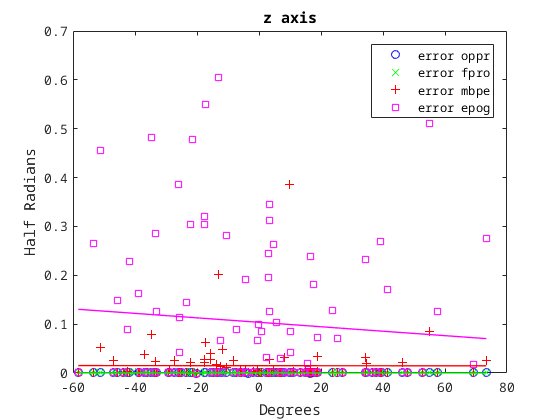 z axis
0.7
0.6
0.5
0.4
0.3
0.2
0.1
0
Half Radians
error oppr
error fpro
error mbpe
error epog
-60 -40 -20 0 20 40 60 80
Degrees